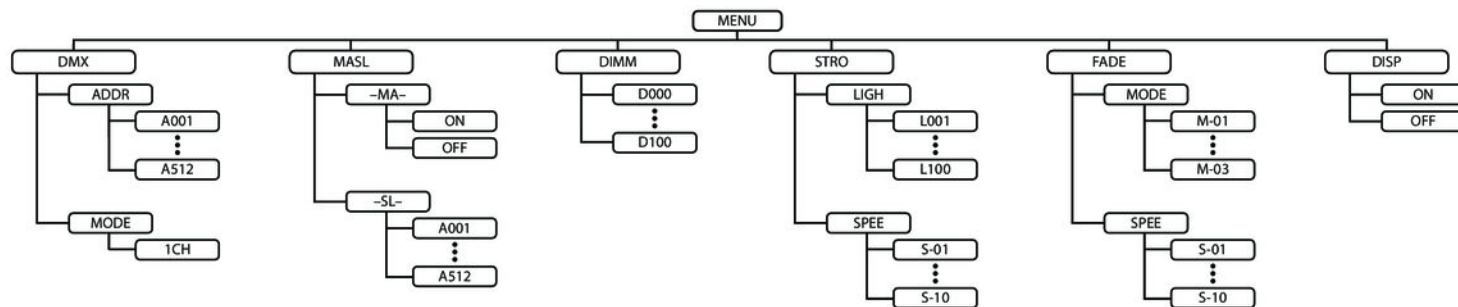 MENU
DMX
ADDR
A001
A512
MODE
1CH
MASL
–MA–
ON
OFF
–SL–
A001
A512
DIMM
D000
D100
STRO
LIGH
L001
L100
SPEE
S-01
S-10
FADE
MODE
M-01
M-03
SPEE
S-01
S-10
DISP
ON
OFF